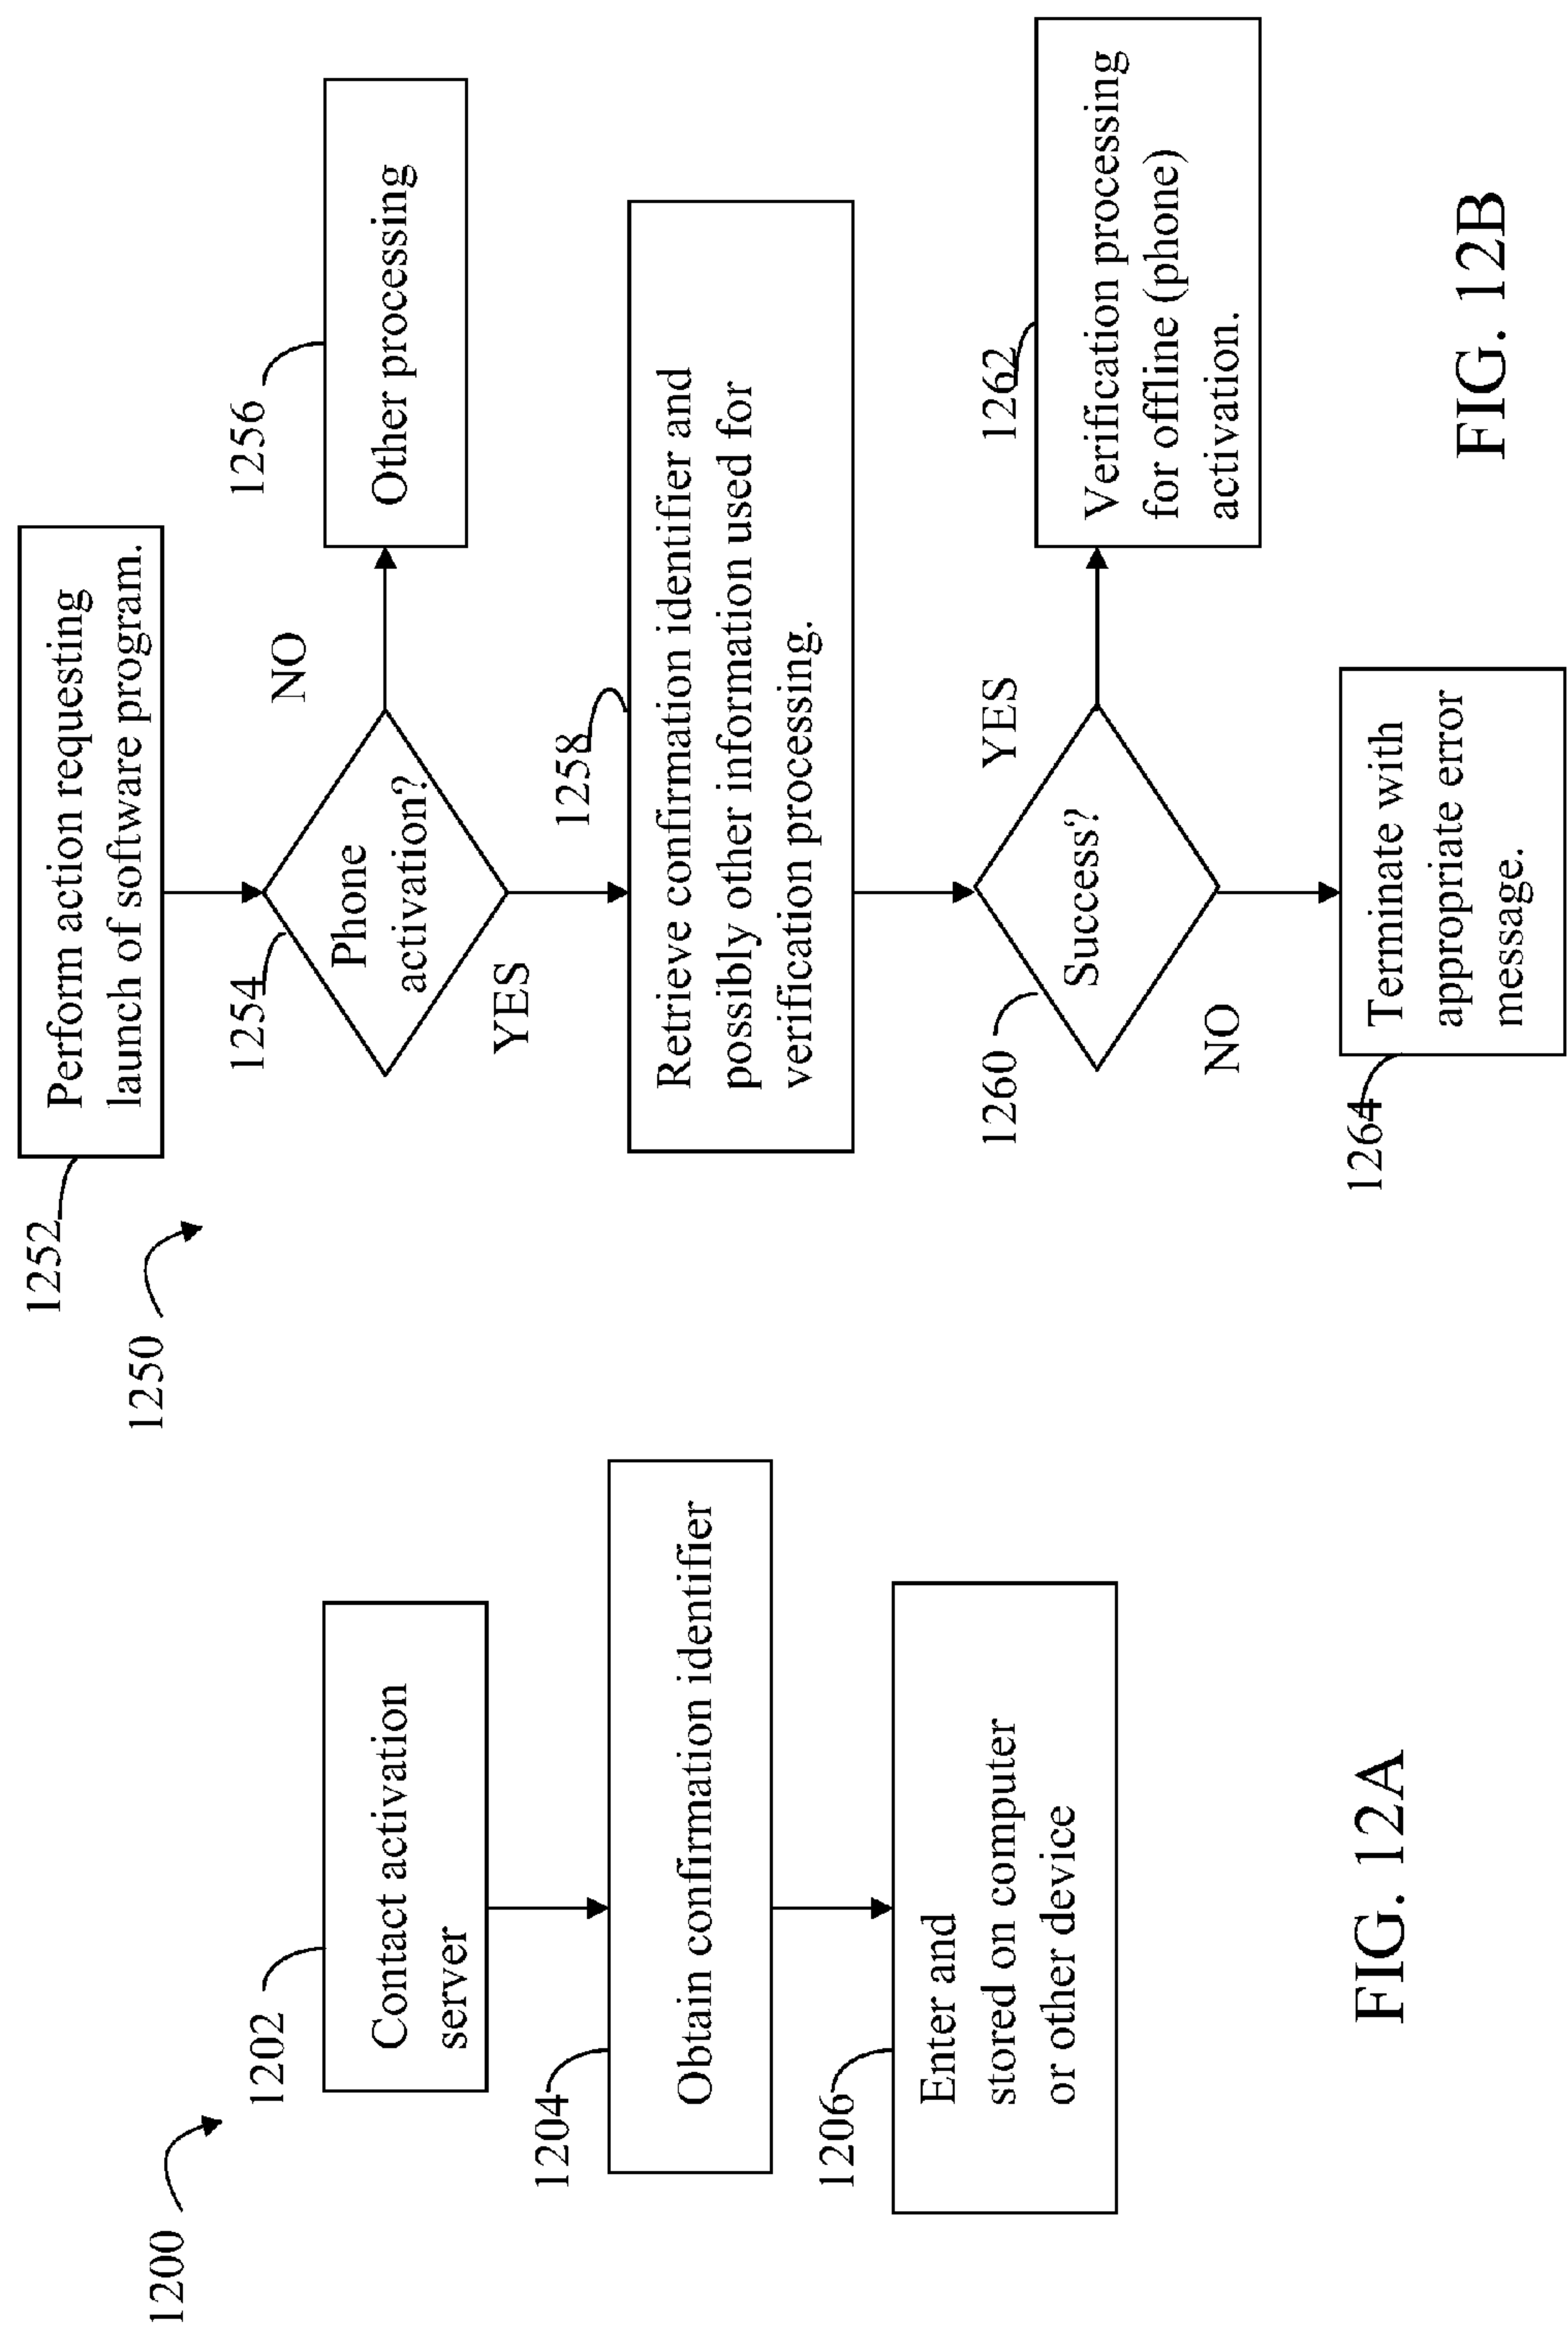 1200
1202
Contact activation
server
1204
Obtain confirmation identifier
1206
Enter and
stored on computer
or other device
FIG. 12A
1250
1252
Perform action requesting
launch of software program.
1254
Phone
activation?
NO
1256
Other processing
YES
1258
Retrieve confirmation identifier and
possibly other information used for
verification processing.
1260
Success?
YES
1262
Verification processing
for offline (phone)
activation.
NO
1264
Terminate with
appropriate error
message.
FIG. 12B